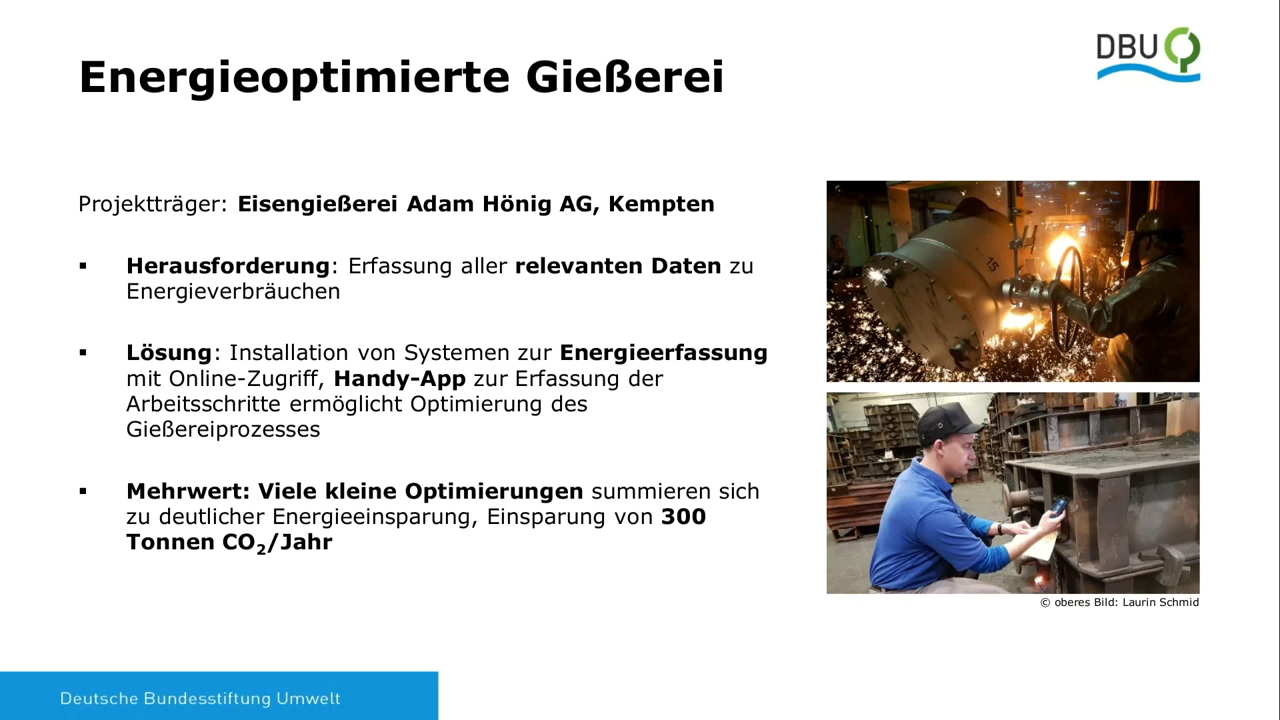 DBU
Energieoptimierte Gießerei
Projektträger: Eisengießerei Adam Hönig AG, Kempten
▪ Herausforderung: Erfassung aller relevanten Daten zu
Energieverbräuchen
▪ Lösung: Installation von Systemen zur Energieerfassung
mit Online-Zugriff, Handy-App zur Erfassung der
Arbeitsschritte ermöglicht Optimierung des
Gießereiprozesses
▪ Mehrwert: Viele kleine Optimierungen summieren sich
zu deutlicher Energieeinsparung, Einsparung von 300
Tonnen CO₂/Jahr
15
© oberes Bild: Laurin Schmid
Deutsche Bundesstiftung Umwelt